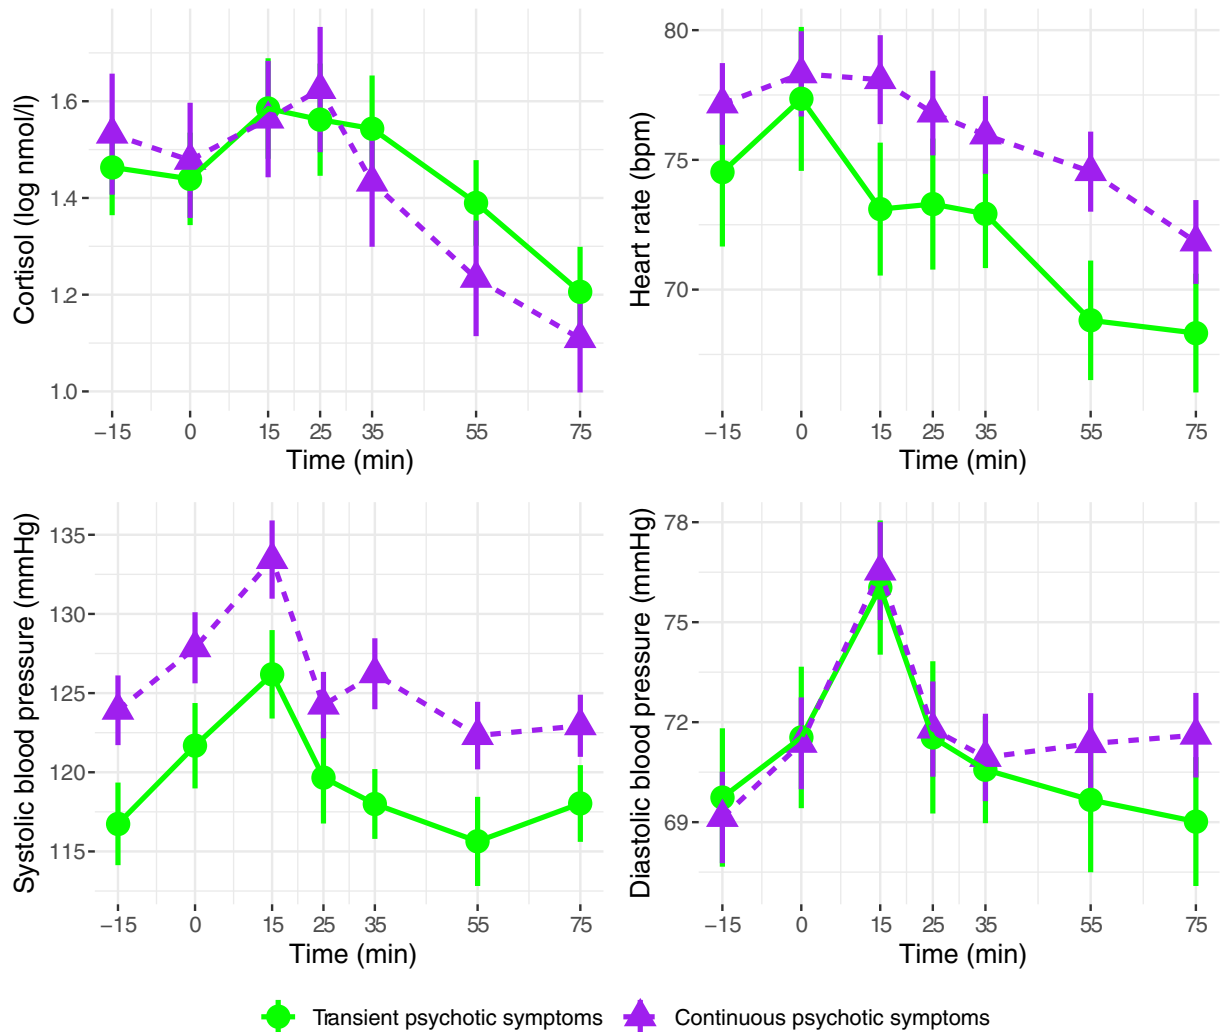 Cortisol (log nmol/l)
1.6
1.4
1.2
1.0
−15 0 15 25 35 55 75
Time (min)
Heart rate (bpm)
80
75
70
−15 0 15 25 35 55 75
Time (min)
Systolic blood pressure (mmHg)
135
130
125
120
115
−15 0 15 25 35 55 75
Time (min)
Diastolic blood pressure (mmHg)
78
75
72
69
−15 0 15 25 35 55 75
Time (min)
Transient psychotic symptoms Continuous psychotic symptoms